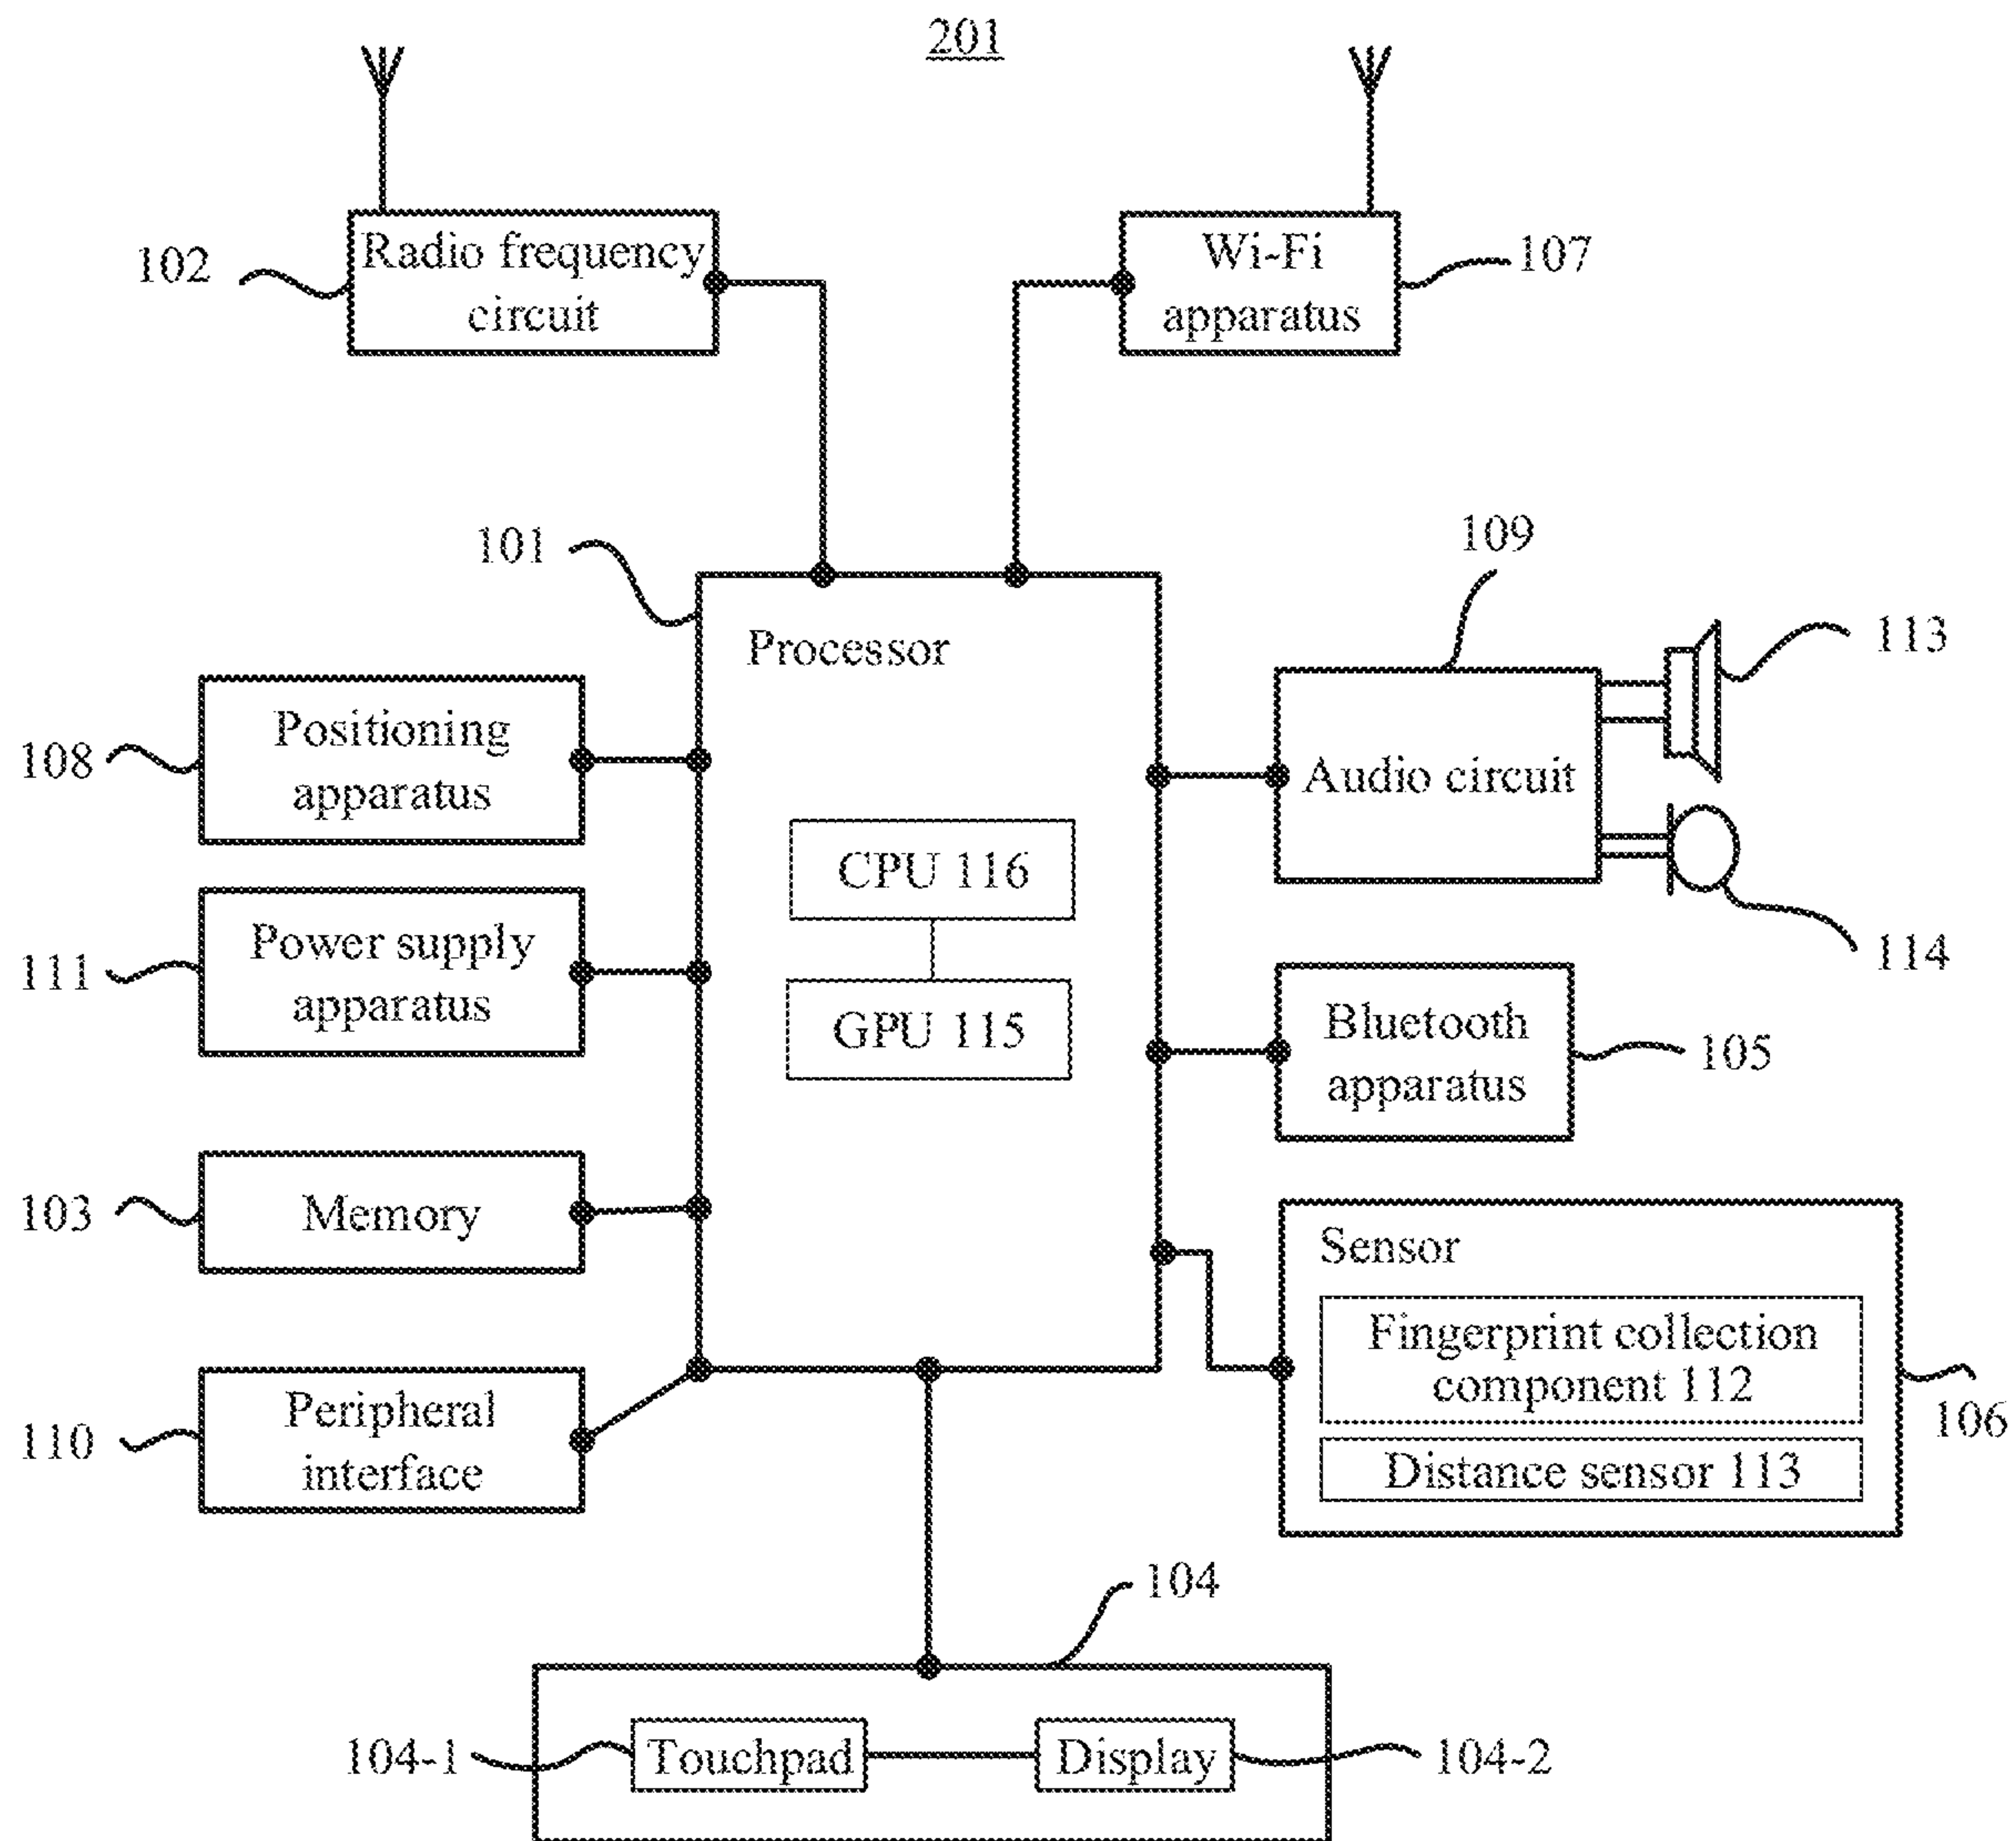 201
102
Radio frequency
circuit
Wi-Fi
apparatus
107
101
Processor
109
113
108
Positioning
apparatus
Audio circuit
CPU 116
114
111
Power supply
apparatus
GPU 115
Bluetooth
apparatus
105
103
Memory
Sensor
Fingerprint collection
component 112
Distance sensor 113
106
110
Peripheral
interface
104
104-1
Touchpad
Display
104-2